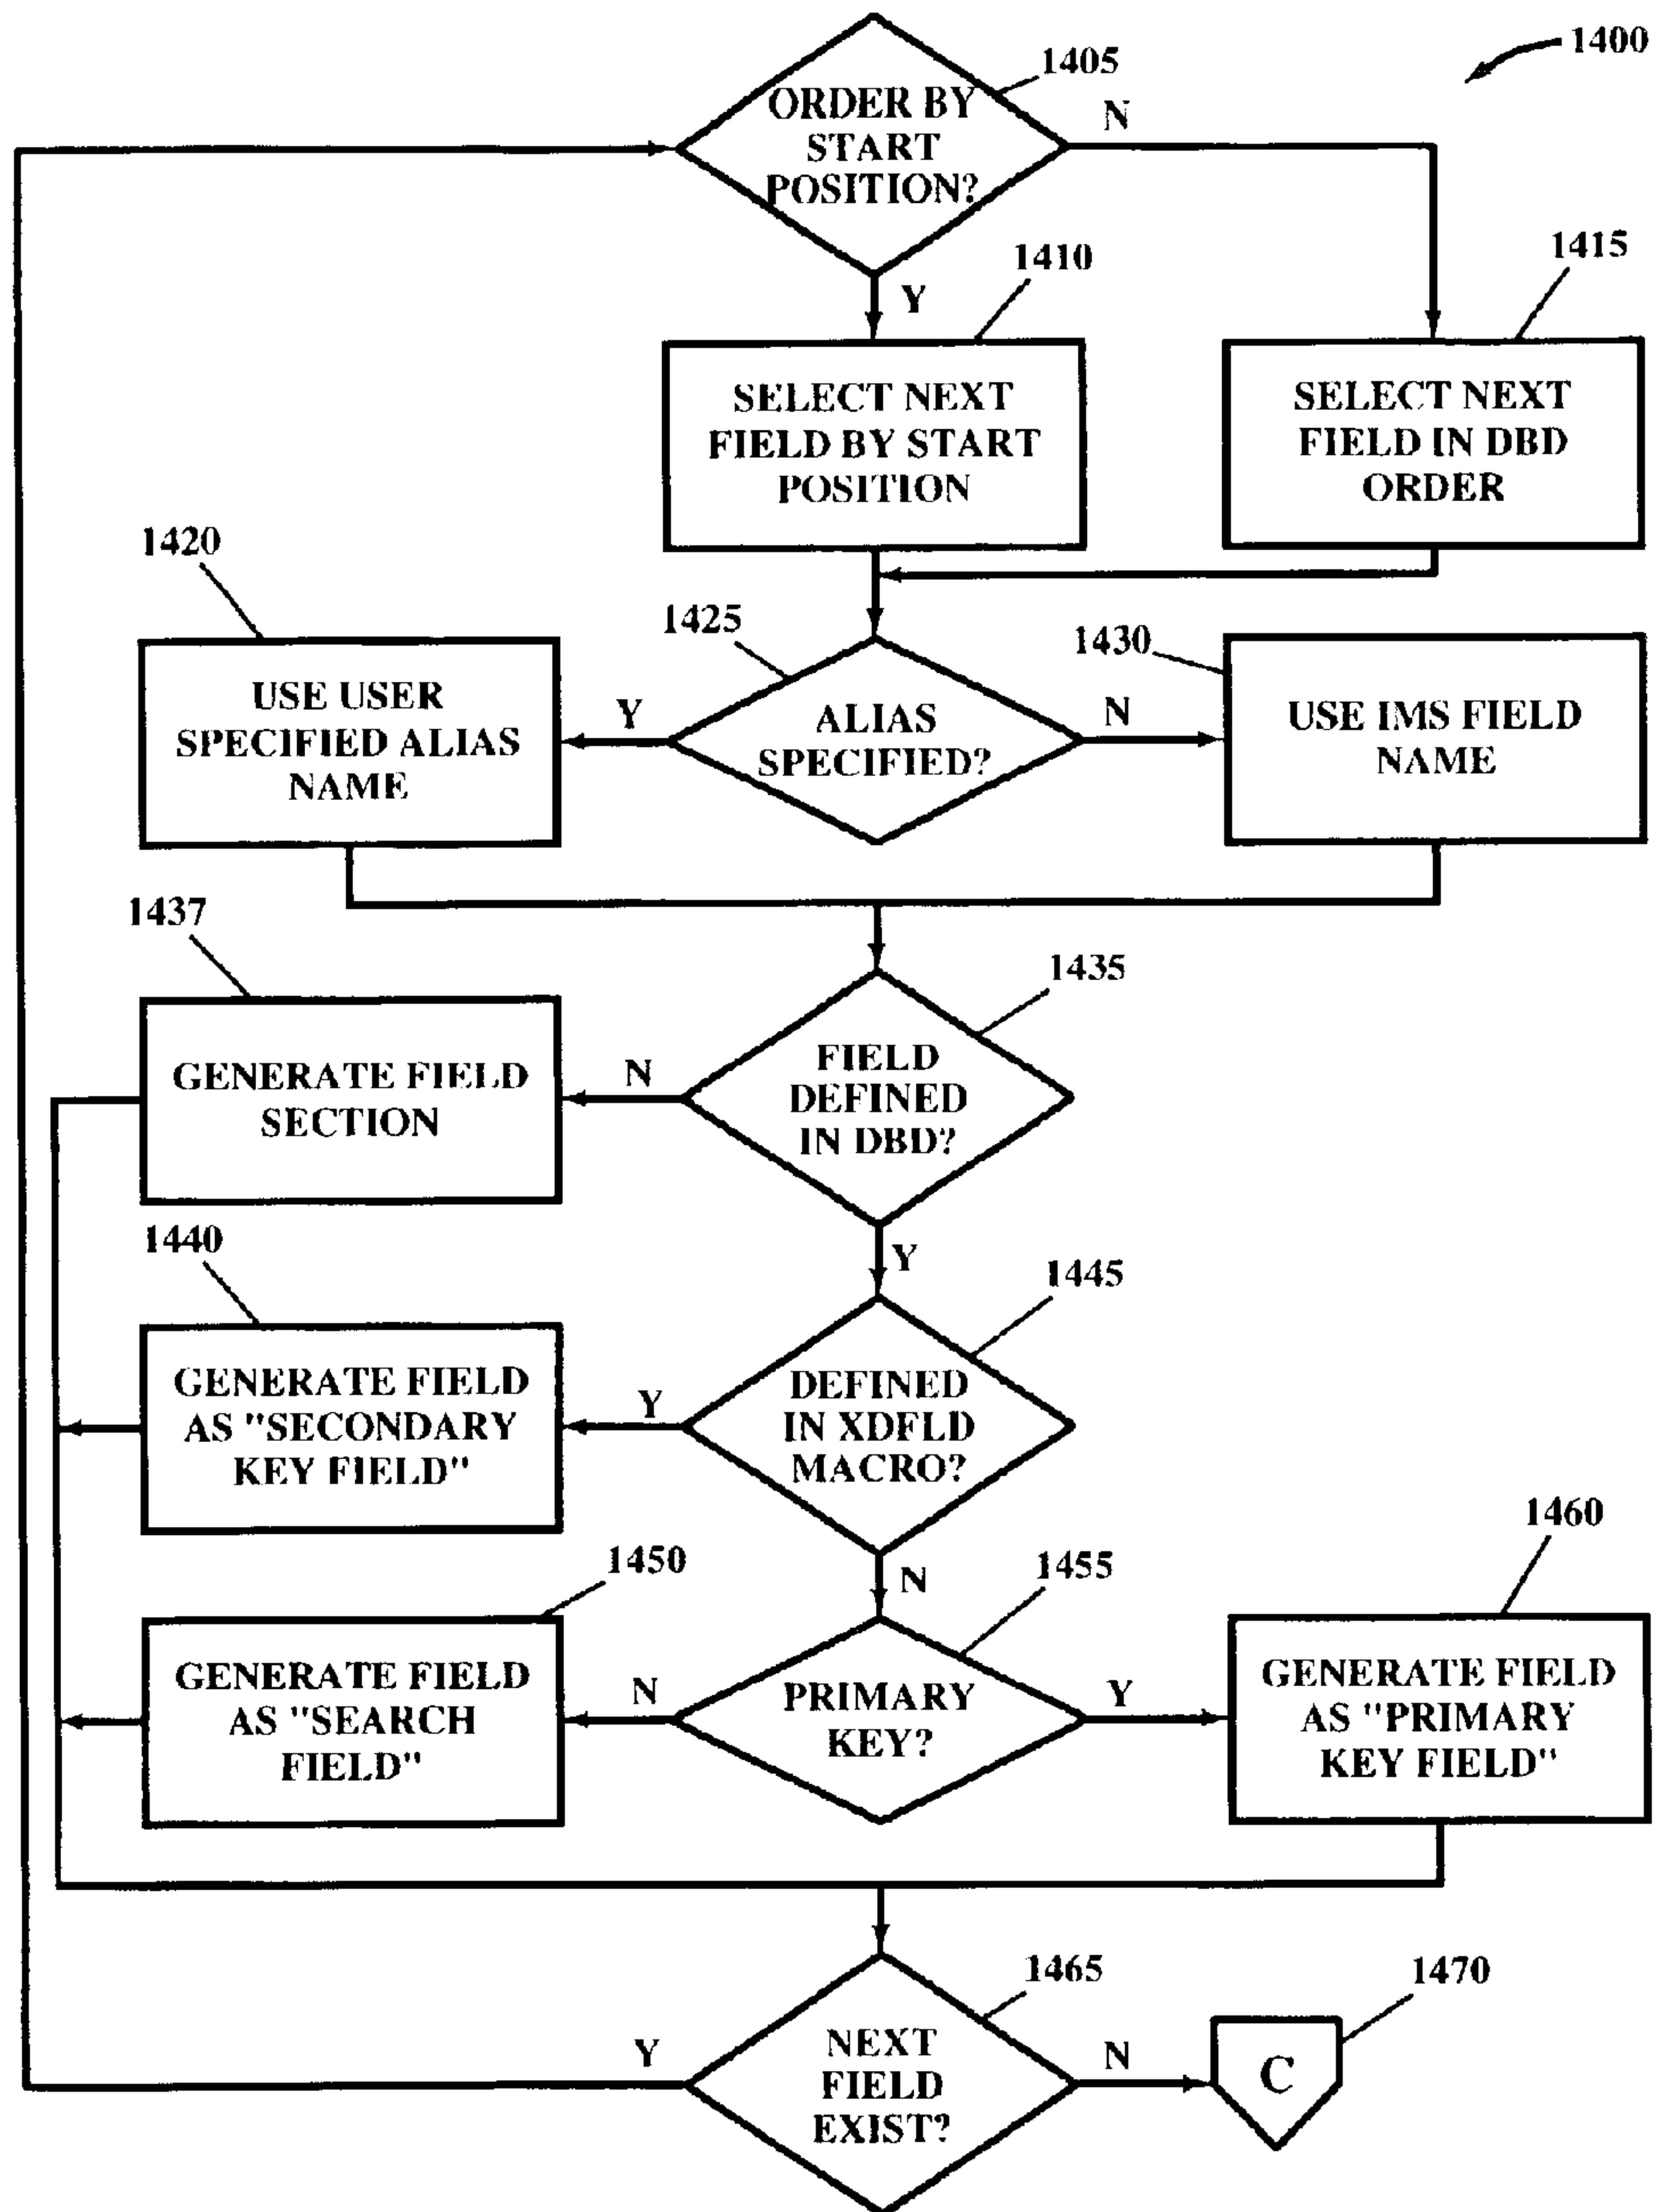 1400
1405
ORDER BY
START
POSITION?
N
Y
1410
SELECT NEXT
FIELD BY START
POSITION
1415
SELECT NEXT
FIELD IN DBD
ORDER
1420
USE USER
SPECIFIED ALIAS
NAME
1425
Y
ALIAS
SPECIFIED?
N
1430
USE IMS FIELD
NAME
1437
GENERATE FIELD
SECTION
1435
N
FIELD
DEFINED
IN DBD?
Y
1440
GENERATE FIELD
AS "SECONDARY
KEY FIELD"
1445
Y
DEFINED
IN XDFLD
MACRO?
N
1450
GENERATE FIELD
AS "SEARCH
FIELD"
1455
N
PRIMARY
KEY?
Y
1460
GENERATE FIELD
AS "PRIMARY
KEY FIELD"
1465
Y
NEXT
FIELD
EXIST?
N
1470
C